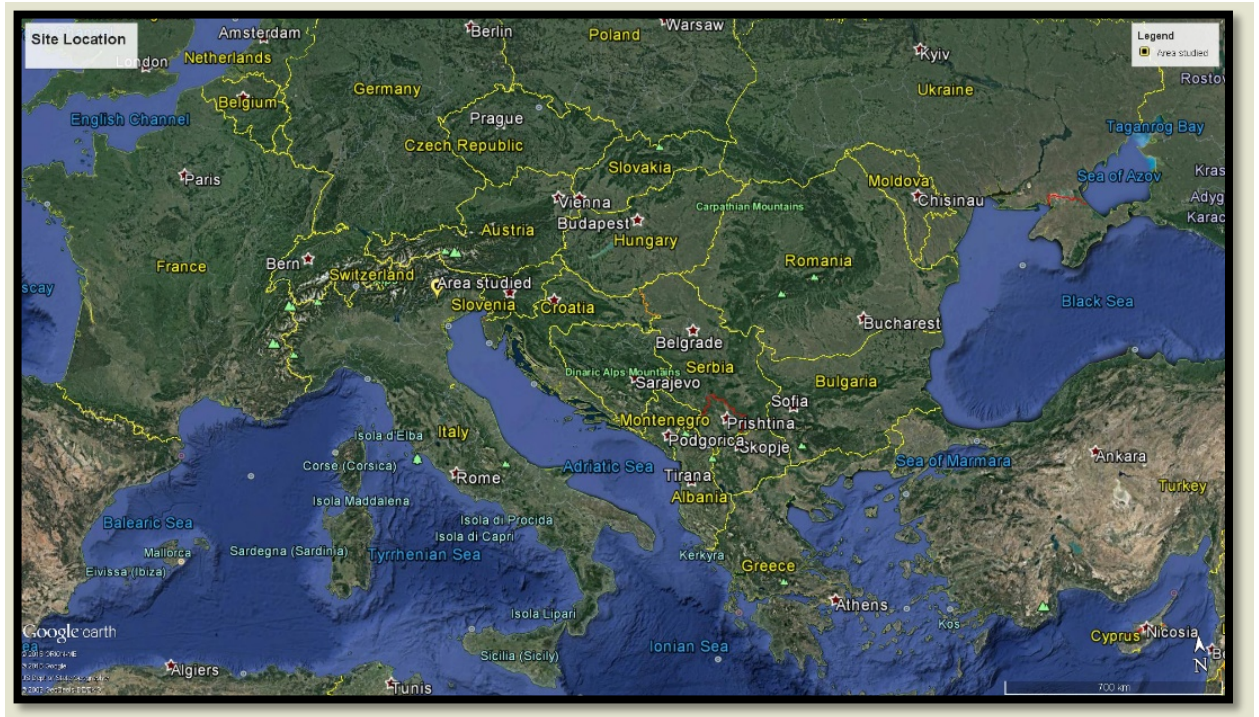 Site Location
Legend
Area studied
Amsterdam
Berlin
Warsaw
Poland
Kyiv
London
Netherlands
Rostov
Germany
Ukraine
Belgium
English Channel
Prague
Taganrog Bay
Czech Republic
Slovakia
Paris
Moldova
Sea of Azov
Kras
Vienna
Chisinau
Adyg
Carpathian Mountains
Karac
Budapest
Austria
Hungary
Bern
France
Switzerland
Romania
Area studied
scay
Slovenia
Croatia
Black Sea
Bucharest
Belgrade
Serbia
Dinaric Alps Mountains
Sarajevo
Bulgaria
Sofia
Montenegro
Prishtina
Italy
Isola d'Elba
Podgorica
Skopje
Ankara
Corse (Corsica)
Adriatic Sea
Sea of Marmara
Rome
Tirana
Turkey
Isola Maddalena
Albania
Balearic Sea
Isola di Procida
Isola di Capri
Mallorca
Sardegna (Sardinia)
Tyrrhenian Sea
Kerkyra
Eivissa (Ibiza)
Greece
Athens
Isola Lipari
Kos
Google earth
Cyprus
Nicosia
Ionian Sea
Sicilia (Sicily)
N
Algiers
Tunis
700 km